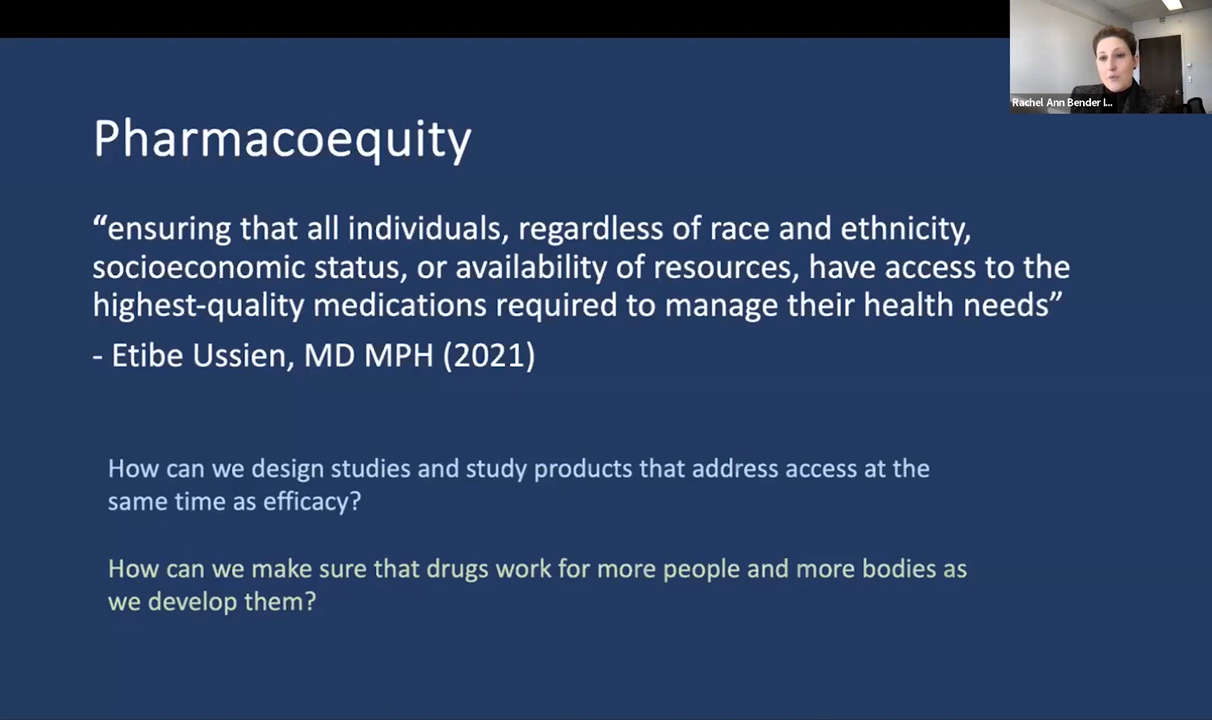 Rachel Ann Bender I...
Pharmacoequity
“ensuring that all individuals, regardless of race and ethnicity,
socioeconomic status, or availability of resources, have access to the
highest-quality medications required to manage their health needs”
- Etibe Ussien, MD MPH (2021)
How can we design studies and study products that address access at the
same time as efficacy?
How can we make sure that drugs work for more people and more bodies as
we develop them?